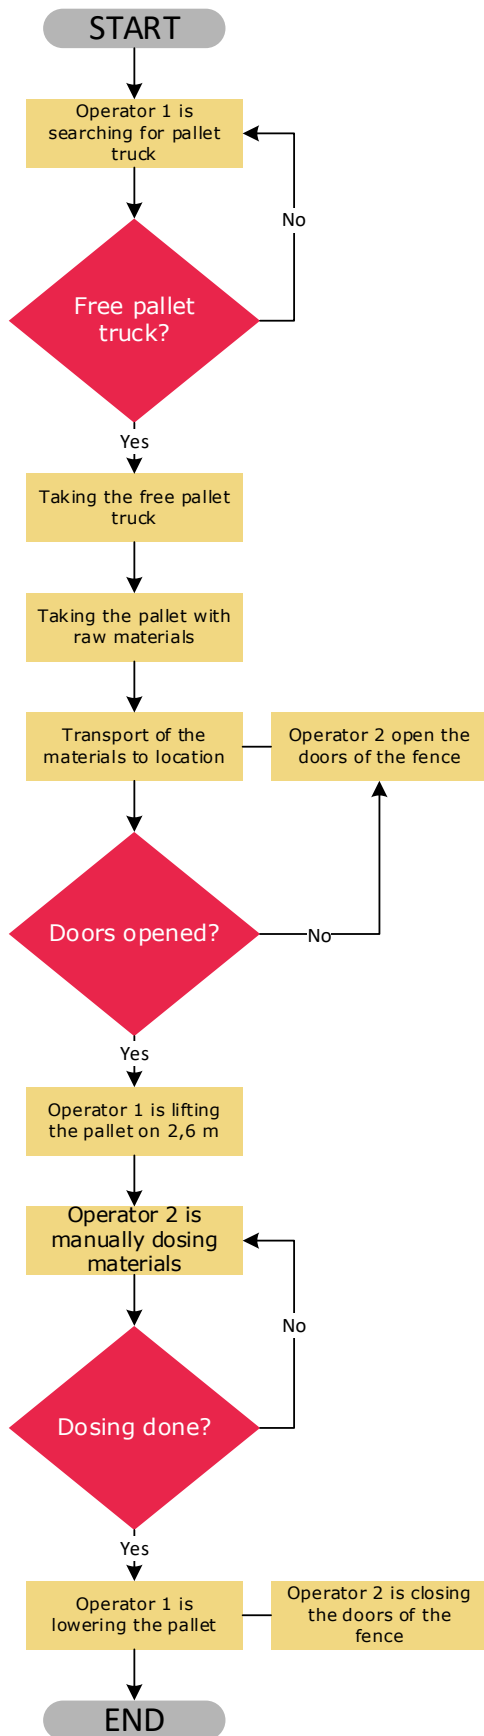 START
Operator 1 is
searching for pallet
truck
No
Free pallet
truck?
Yes
Taking the free pallet
truck
Taking the pallet with
raw materials
Transport of the
materials to location
Operator 2 open the
doors of the fence
Doors opened?
No
Yes
Operator 1 is lifting
the pallet on 2,6 m
Operator 2 is
manually dosing
materials
No
Dosing done?
Yes
Operator 1 is
lowering the pallet
Operator 2 is closing
the doors of the
fence
END